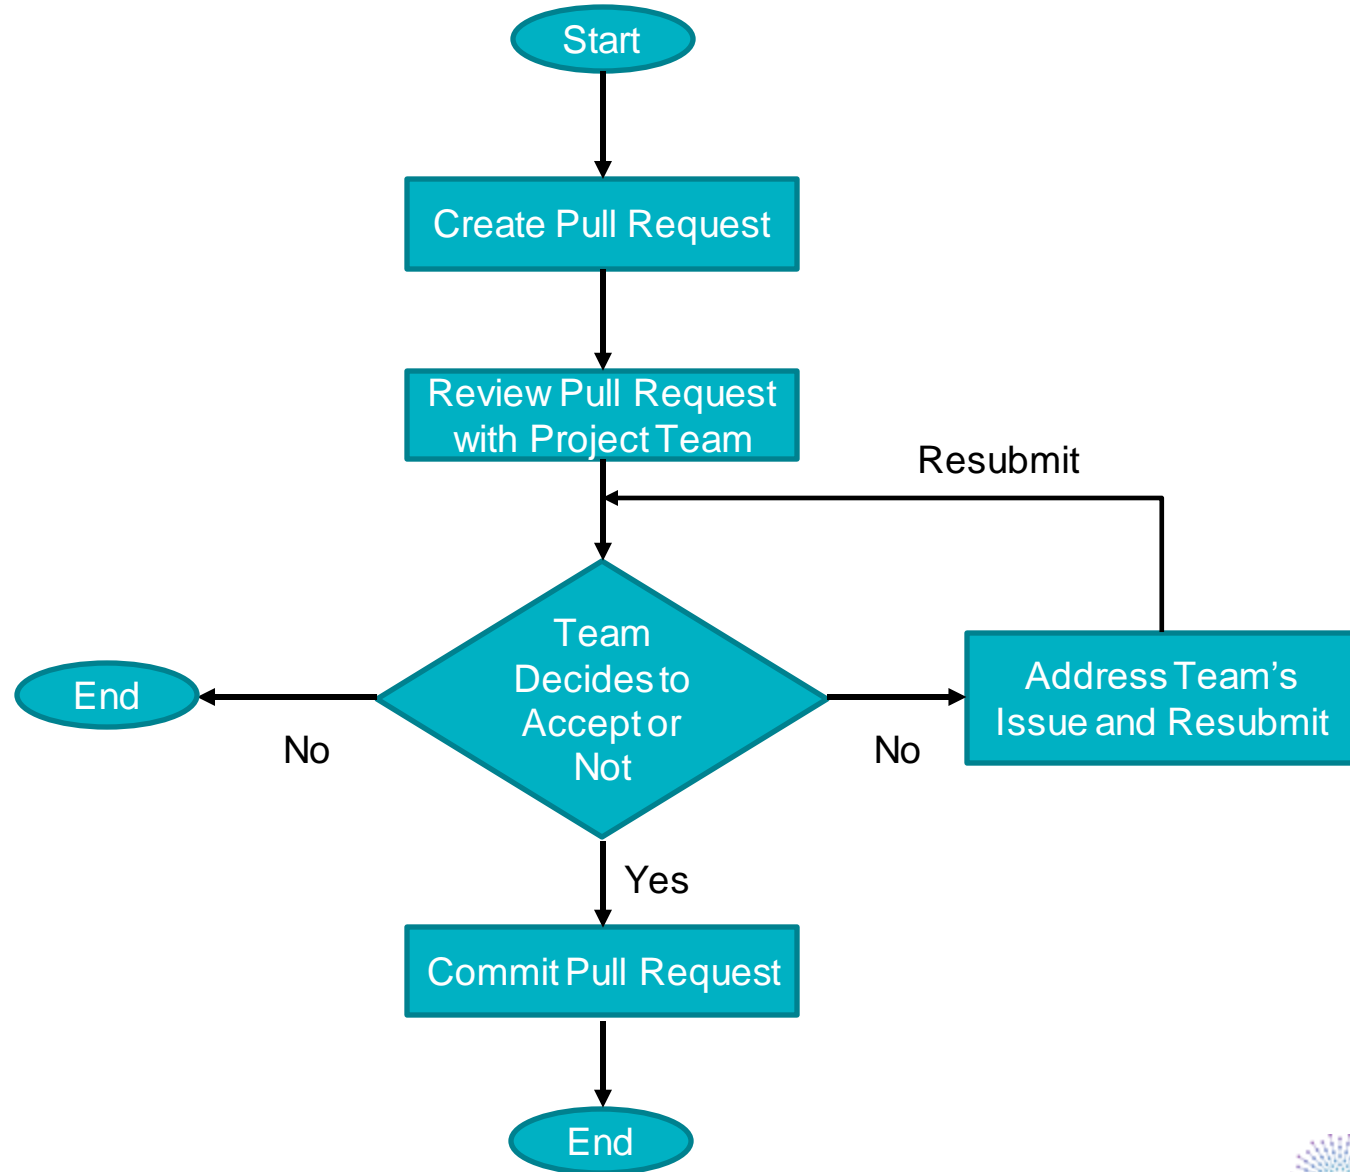 Start
Create Pull Request
Review Pull Request
with Project Team
Resubmit
Team
Decides to
Accept or
Not
End
No
No
Address Team's
Issue and Resubmit
Yes
Commit Pull Request
End